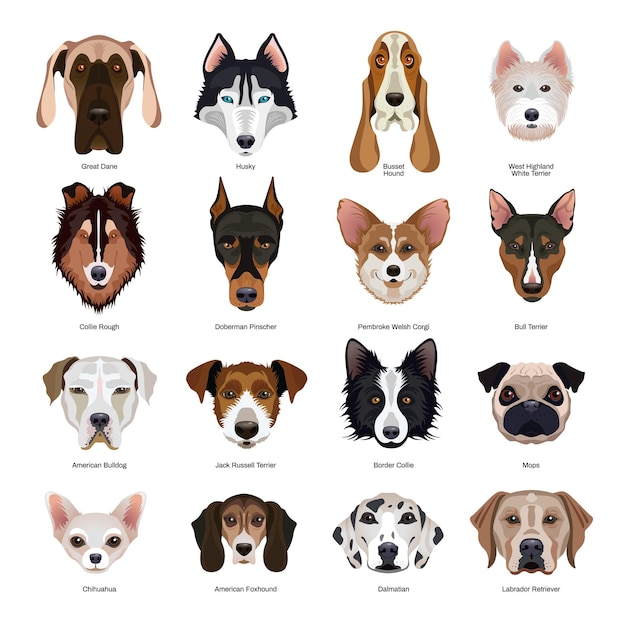 Great Dane
Husky
Busset
Hound
West Highland
White Terrier
Collie Rough
Doberman Pinscher
Pembroke Welsh Corgi
Bull Terrier
American Bulldog
Jack Russell Terrier
Border Collie
Mops
Chihuahua
American Foxhound
Dalmatian
Labrador Retriever